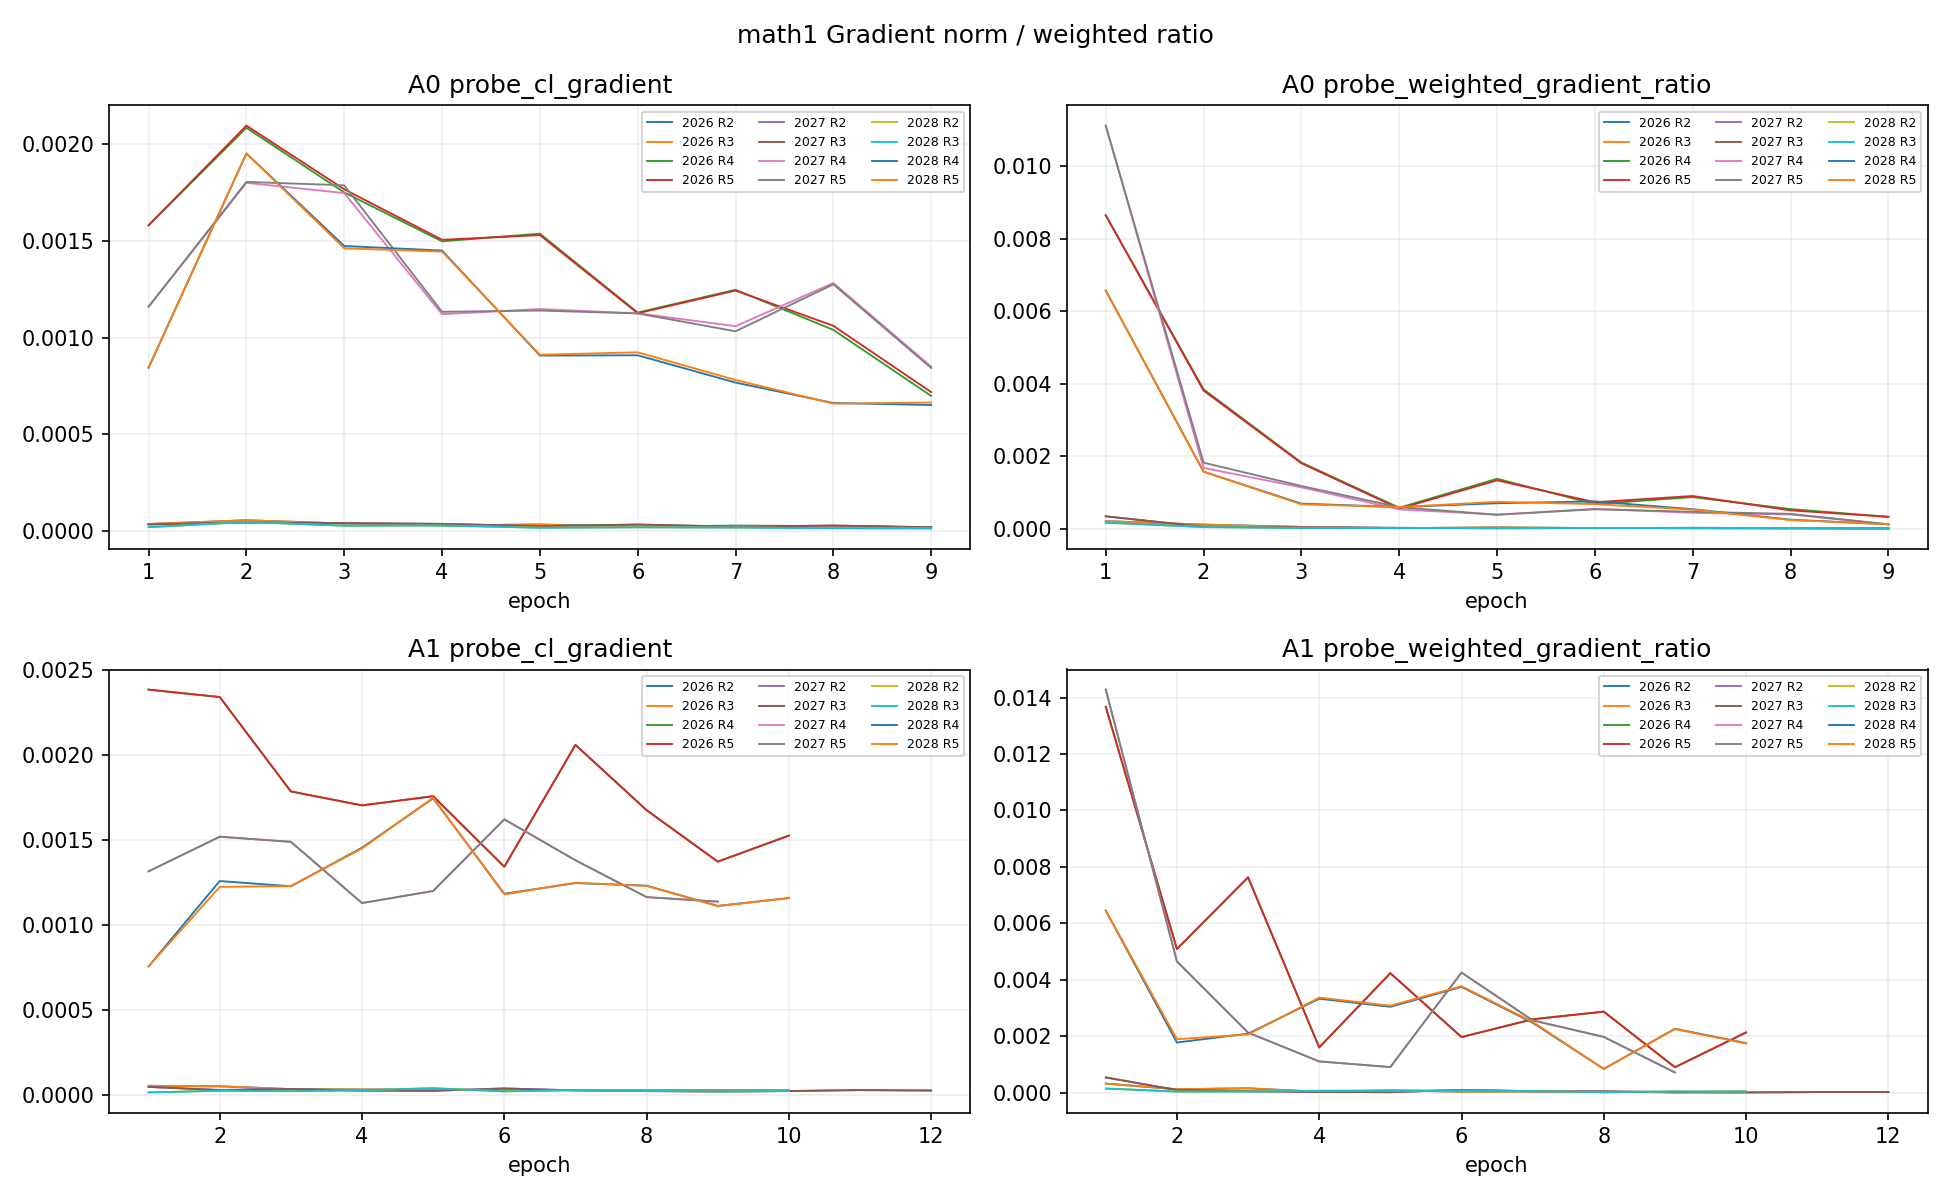 math1 Gradient norm / weighted ratio
A0 probe_cl_gradient
0.0020
0.0015
0.0010
0.0005
0.0000
2026 R2 2027 R2 2028 R2
2026 R3 2027 R3 2028 R3
2026 R4 2027 R4 2028 R4
2026 R5 2027 R5 2028 R5
1 2 3 4 5 6 7 8 9
epoch
A0 probe_weighted_gradient_ratio
0.010
0.008
0.006
0.004
0.002
0.000
2026 R2 2027 R2 2028 R2
2026 R3 2027 R3 2028 R3
2026 R4 2027 R4 2028 R4
2026 R5 2027 R5 2028 R5
1 2 3 4 5 6 7 8 9
epoch
A1 probe_cl_gradient
0.0025
0.0020
0.0015
0.0010
0.0005
0.0000
2026 R2 2027 R2 2028 R2
2026 R3 2027 R3 2028 R3
2026 R4 2027 R4 2028 R4
2026 R5 2027 R5 2028 R5
2 4 6 8 10 12
epoch
A1 probe_weighted_gradient_ratio
0.014
0.012
0.010
0.008
0.006
0.004
0.002
0.000
2026 R2 2027 R2 2028 R2
2026 R3 2027 R3 2028 R3
2026 R4 2027 R4 2028 R4
2026 R5 2027 R5 2028 R5
2 4 6 8 10 12
epoch